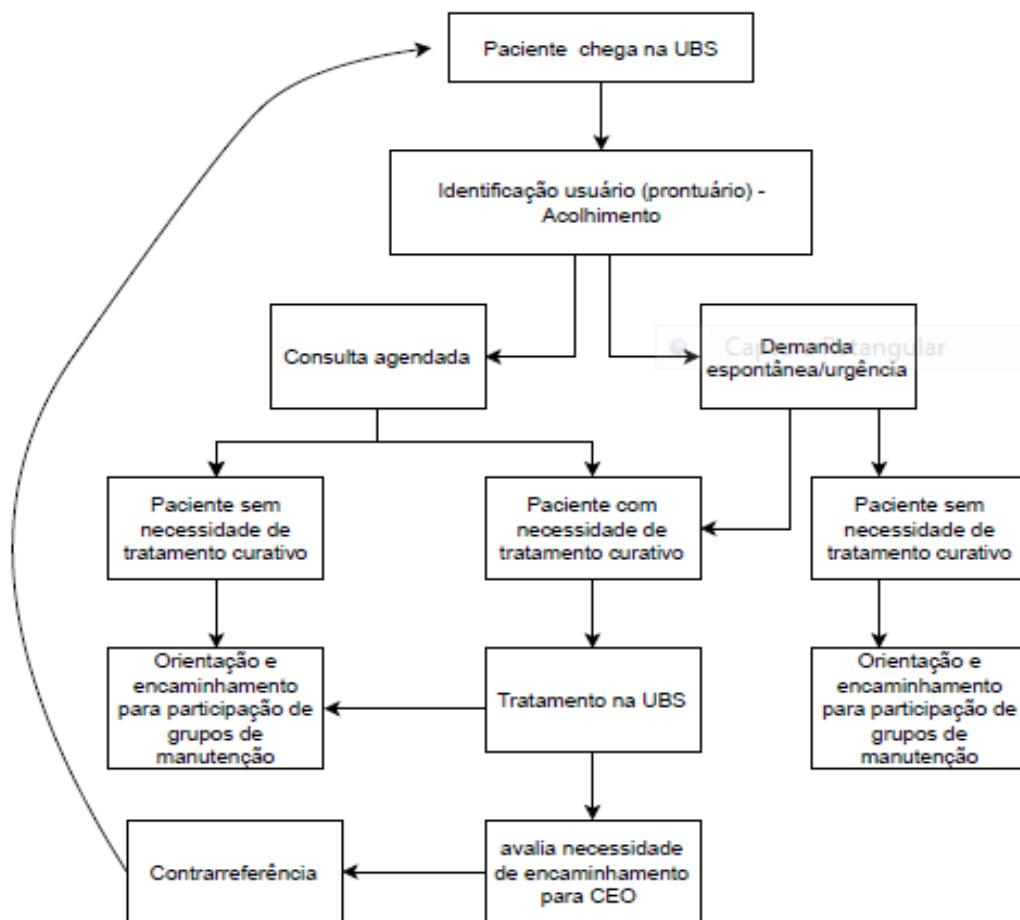 Paciente chega na UBS
Identificação usuário (prontuário) -
Acolhimento
Consulta agendada
Demanda
espontânea/urgência
Paciente sem
necessidade de
tratamento curativo
Paciente com
necessidade de
tratamento curativo
Paciente sem
necessidade de
tratamento curativo
Orientação e
encaminhamento
para participação de
grupos de
manutenção
Tratamento na UBS
Orientação e
encaminhamento
para participação de
grupos de
manutenção
Contrarreferência
avalia necessidade
de encaminhamento
para CEO